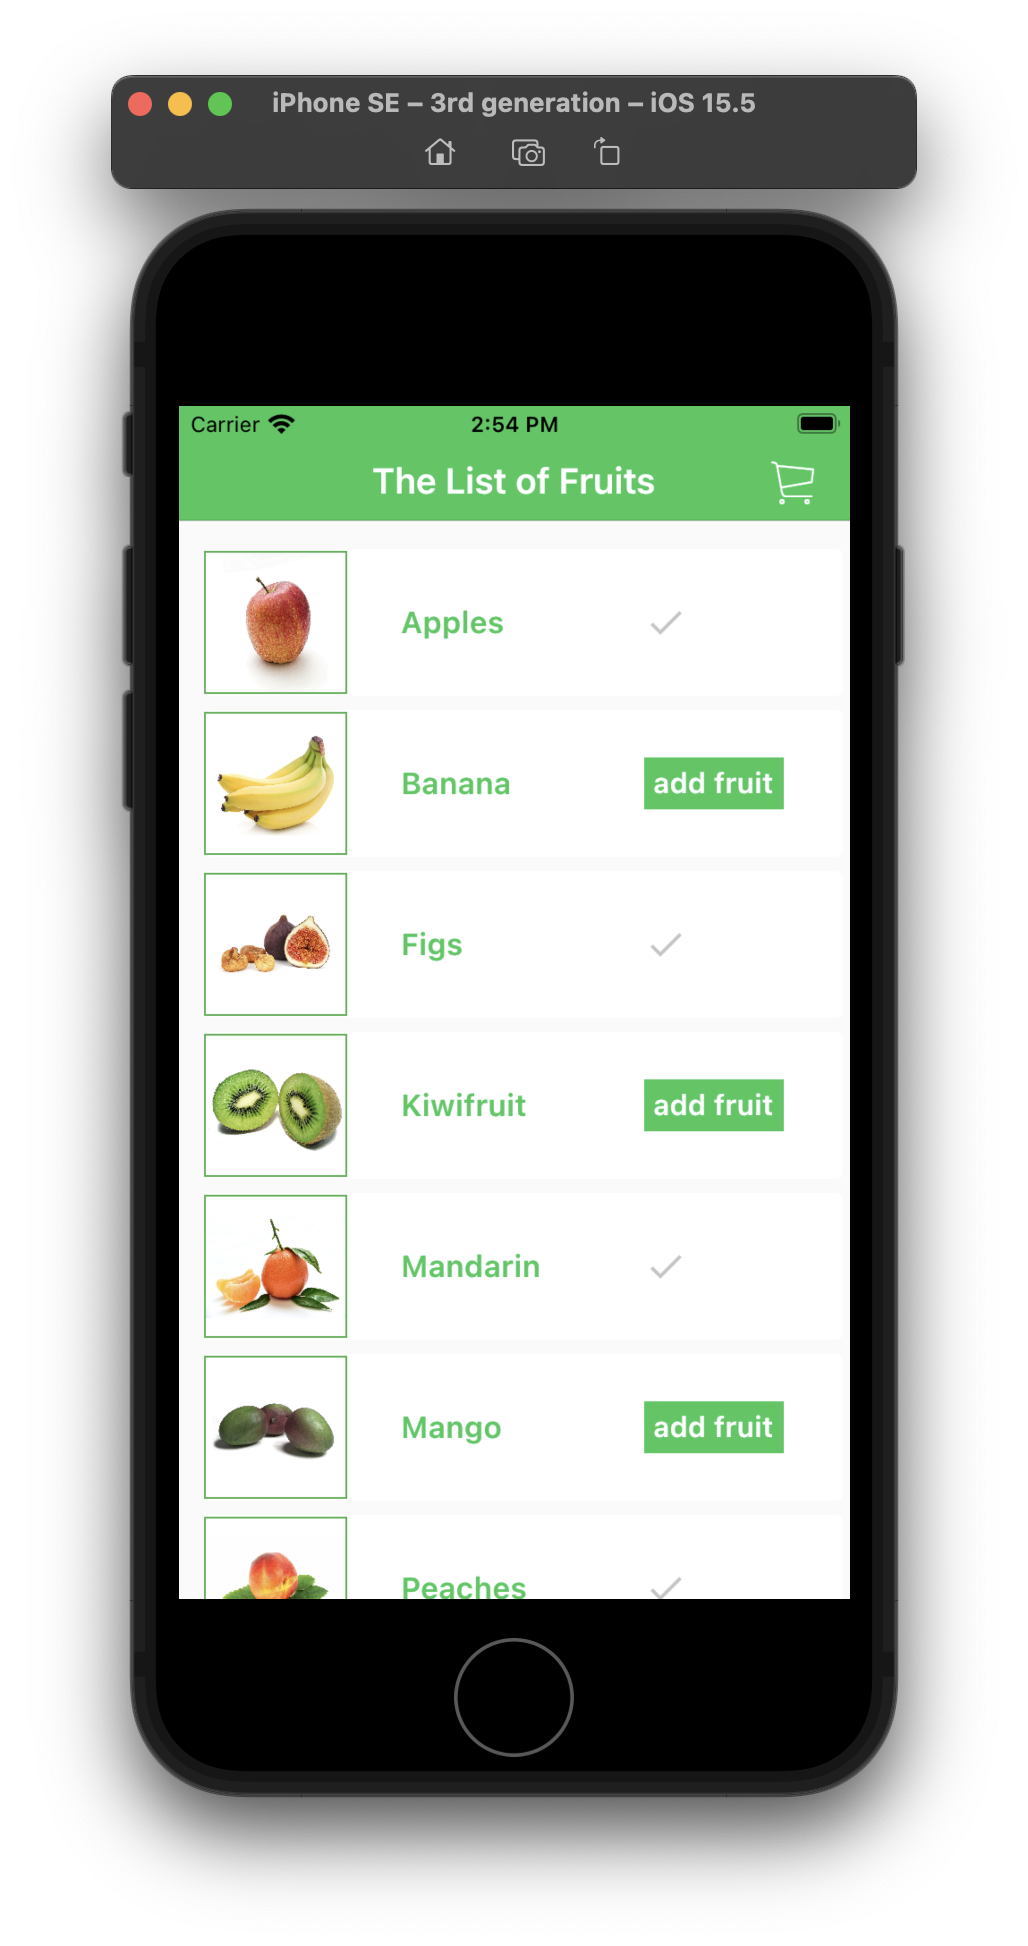 iPhone SE – 3rd generation – iOS 15.5
Carrier 2:54 PM
The List of Fruits
Apples
Banana add fruit
Figs
Kiwifruit add fruit
Mandarin
Mango add fruit
Peaches